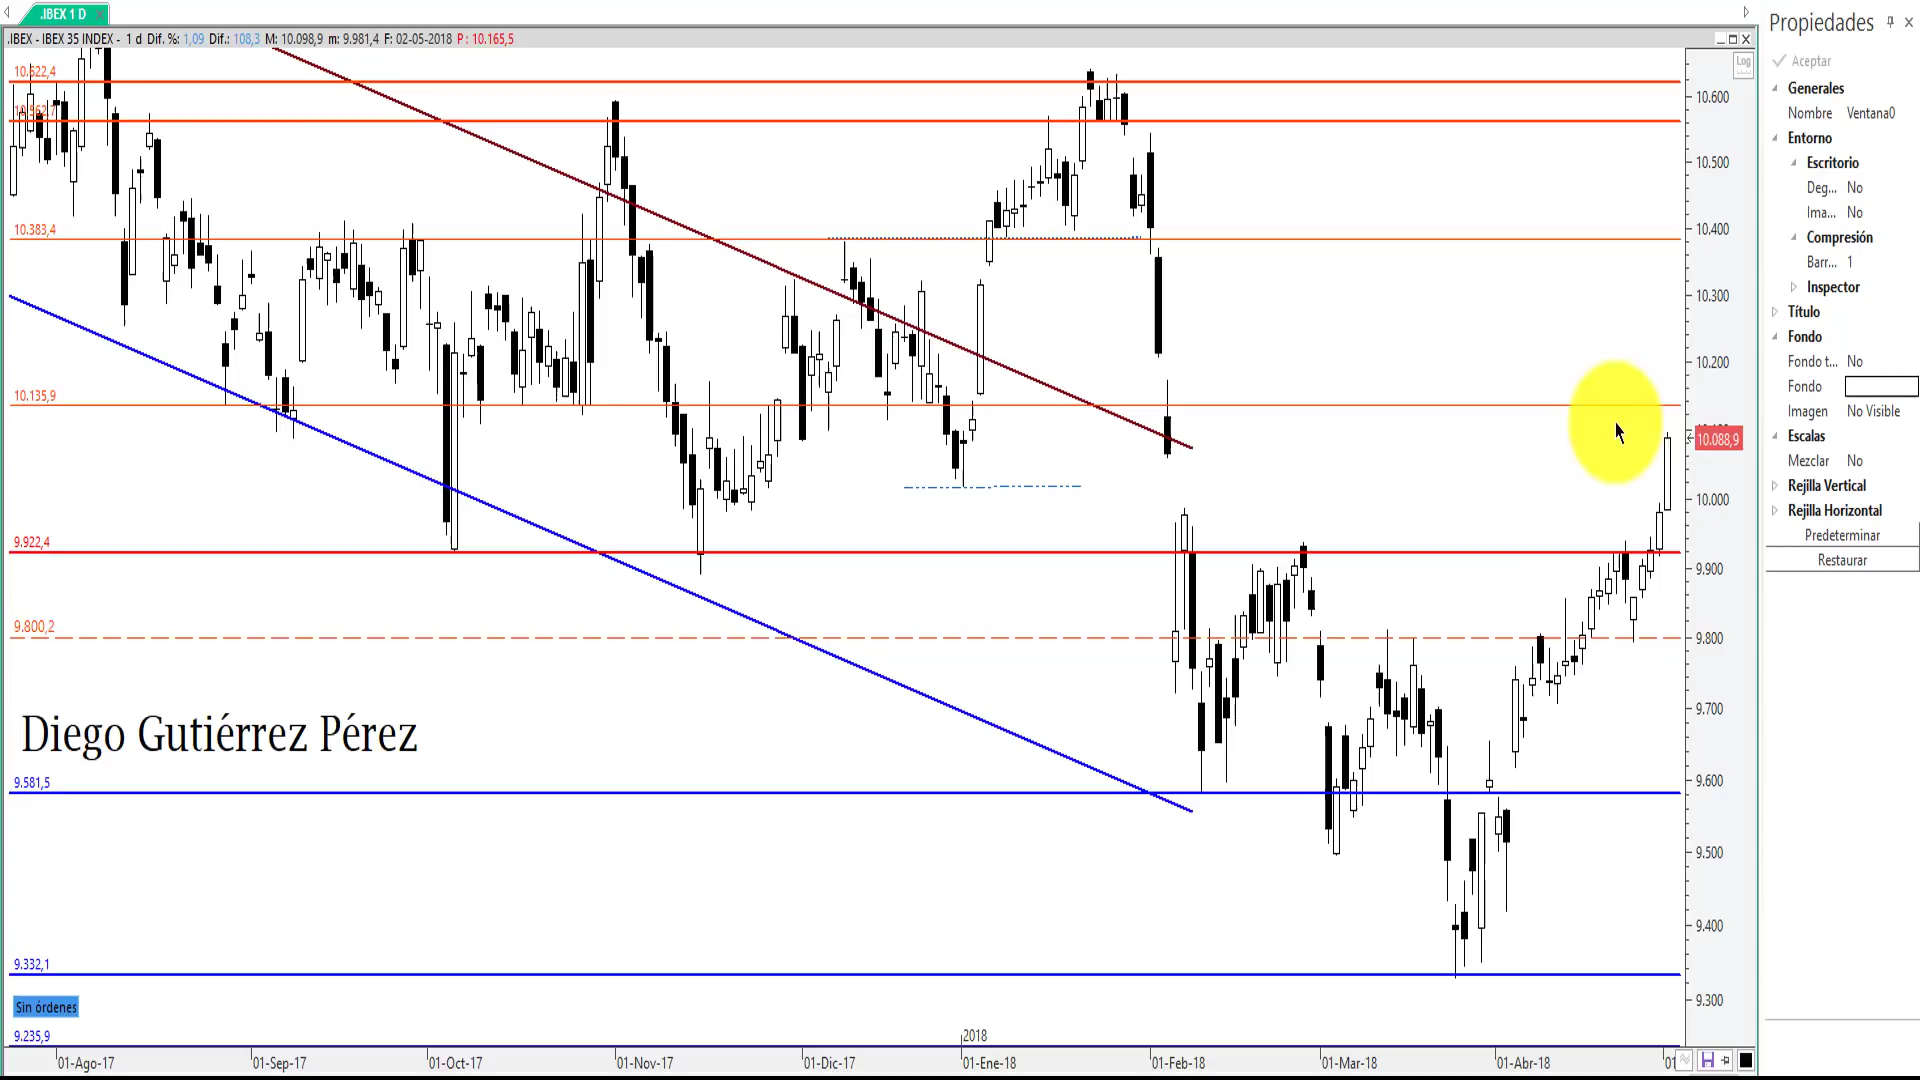 .IBEX 1 D
.IBEX - IBEX 35 INDEX - 1 d Dif. %: 1,09 Dif.: 108,3 M: 10.098,9 m: 9.981,4 F: 02-05-2018 P: 10.165,5
Log
10.622,4
10.600
10.500
10.400
10.383,4
10.300
10.200
10.135,9
10.088,9
10.000
9.922,4
9.900
9.800,2
9.800
9.700
Diego Gutiérrez Pérez
9.600
9.581,5
9.500
9.400
9.332,1
9.300
Sin órdenes
9.235,9
2018
01-Ago-17 01-Sep-17 01-Oct-17 01-Nov-17 01-Dic-17 01-Ene-18 01-Feb-18 01-Mar-18 01-Abr-18
Propiedades
Aceptar
Generales
Nombre Ventana0
Entorno
Escritorio
Deg... No
Ima... No
Compresión
Barr... 1
Inspector
Título
Fondo
Fondo t... No
Fondo
Imagen No Visible
Escalas
Mezclar No
Rejilla Vertical
Rejilla Horizontal
Predeterminar
Restaurar